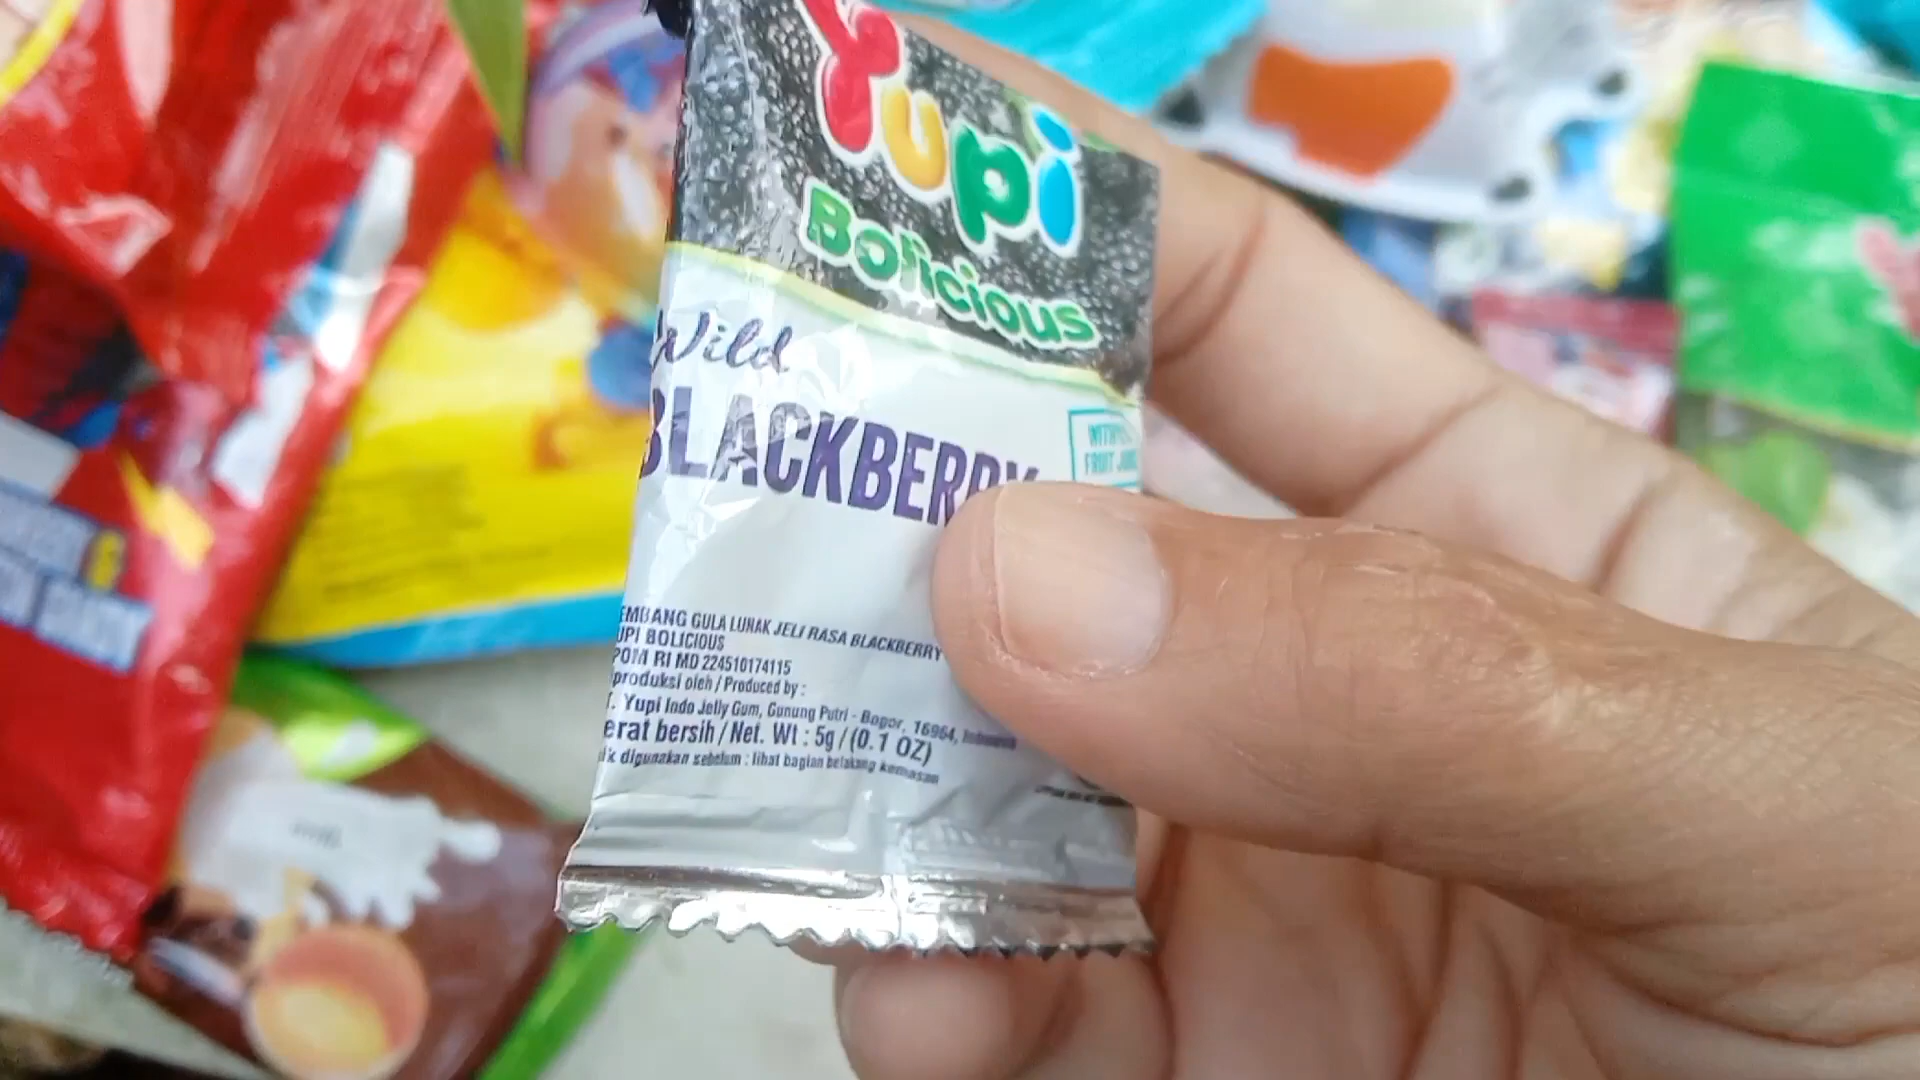 Yupi
Bolicious
Wild
BLACKBERRY
FRUIT
EMBANG GULA LUNAK JELI RASA BLACKBERRY
UPI BOLICIOUS
POM RI MD 224510174115
produksi oleh / Produced by :
. Yupi Indo Jelly Gum, Gunung Putri - Bogor, 16964, Indonesia
erat bersih / Net. Wt : 5g / (0.1 OZ)
k digunakan sebelum : lihat bagian belakang kemasan